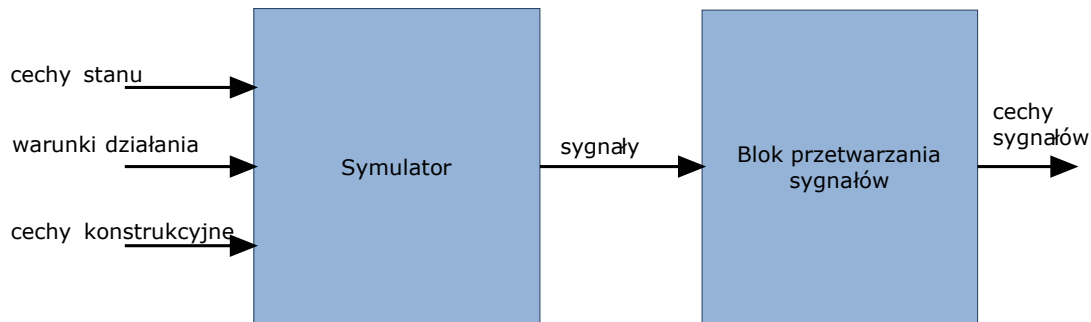 cechy stanu
warunki działania
cechy konstrukcyjne
Symulator
sygnały
Blok przetwarzania
sygnałów
cechy
sygnałów